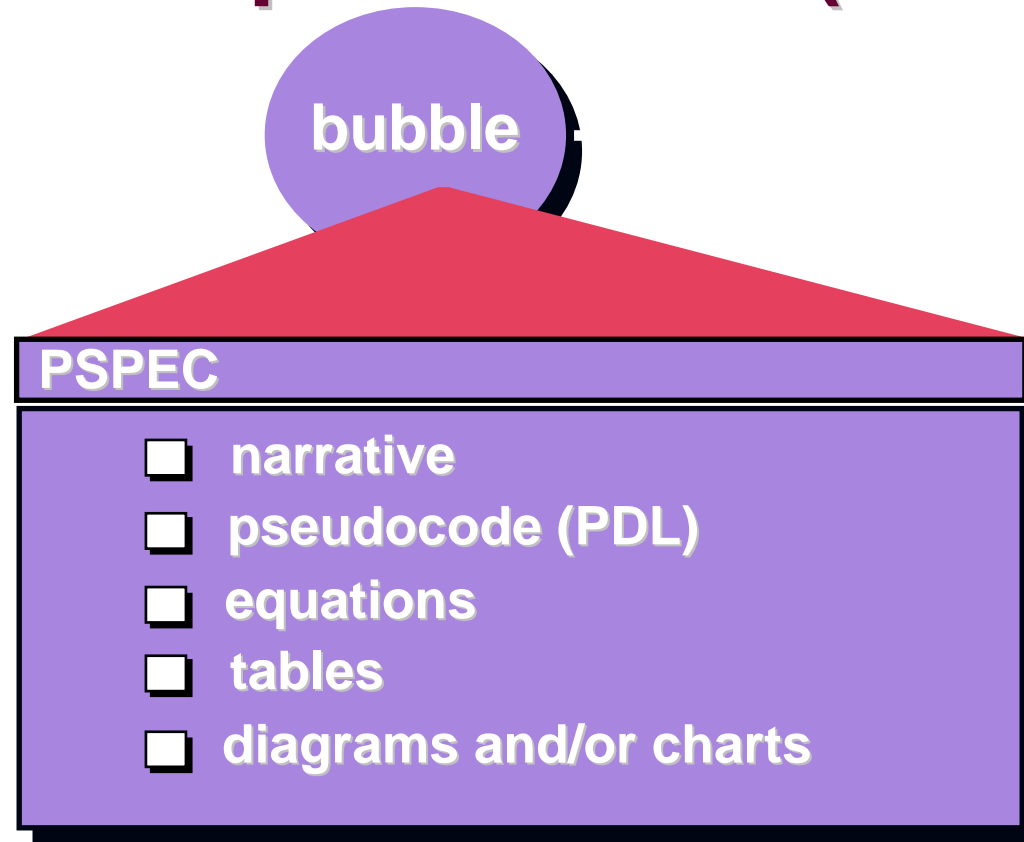 bubble
PSPEC
narrative
pseudocode (PDL)
equations
tables
diagrams and/or charts